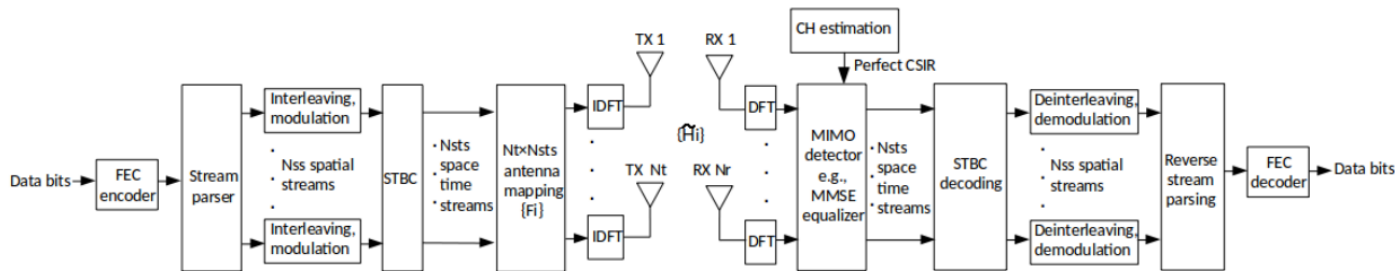 Data bits
FEC
encoder
Stream
parser
Interleaving,
modulation
Nss spatial
streams
Interleaving,
modulation
STBC
Nsts
space
time
streams
Nt×Nsts
antenna
mapping
{Fi}
IDFT
IDFT
TX 1
TX Nt
{H̃i}
RX 1
RX Nr
DFT
DFT
CH estimation
Perfect CSIR
MIMO
detector
e.g.,
MMSE
equalizer
Nsts
space
time
streams
STBC
decoding
Deinterleaving,
demodulation
Nss spatial
streams
Deinterleaving,
demodulation
Reverse
stream
parsing
FEC
decoder
Data bits